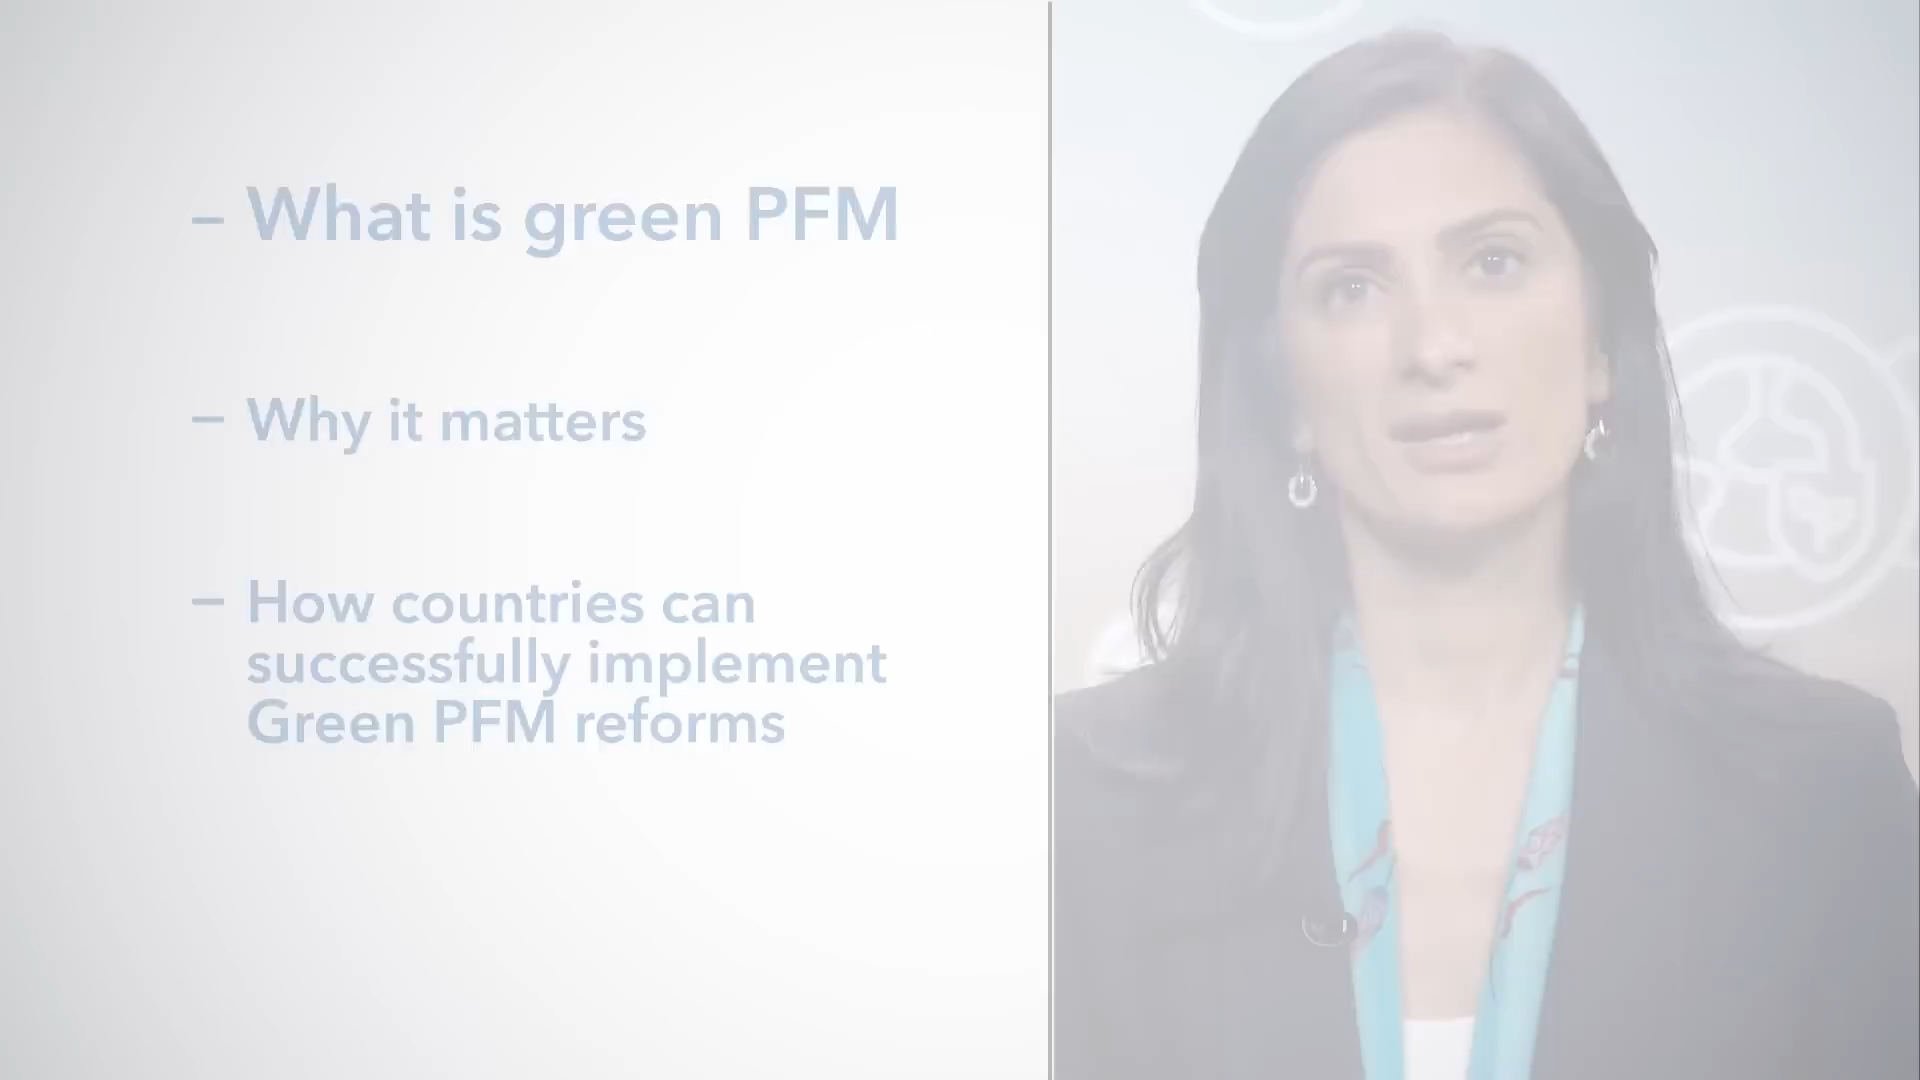 – What is green PFM
– Why it matters
– How countries can
successfully implement
Green PFM reforms